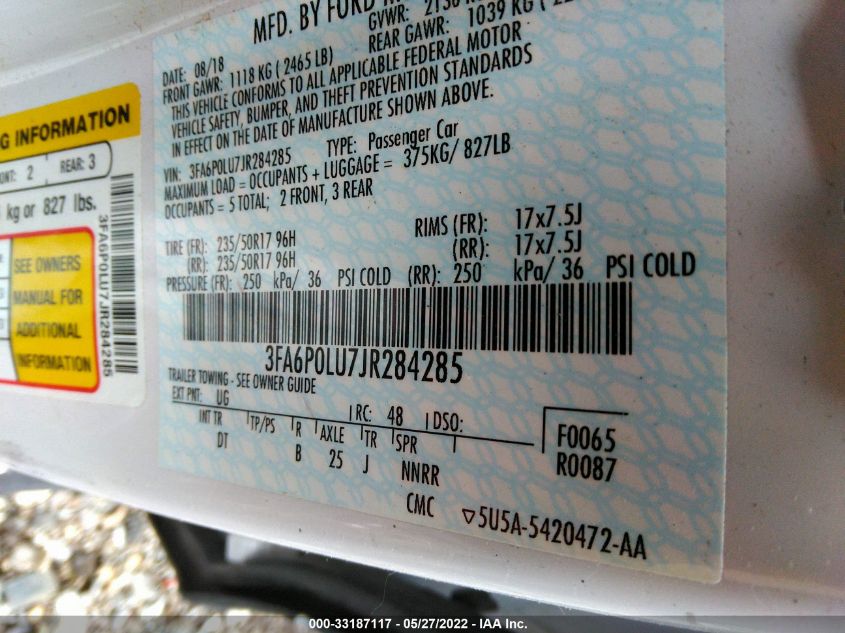 MFD. BY FORD
GVWR:
DATE: 08/18
REAR GAWR: 1039 KG
FRONT GAWR: 1118 KG ( 2465 LB)
THIS VEHICLE CONFORMS TO ALL APPLICABLE FEDERAL MOTOR
VEHICLE SAFETY, BUMPER, AND THEFT PREVENTION STANDARDS
IN EFFECT ON THE DATE OF MANUFACTURE SHOWN ABOVE.
VIN: 3FA6P0LU7JR284285 TYPE: Passenger Car
MAXIMUM LOAD = OCCUPANTS + LUGGAGE = 375KG/ 827LB
OCCUPANTS = 5 TOTAL; 2 FRONT, 3 REAR
TIRE (FR): 235/50R17 96H RIMS (FR): 17x7.5J
(RR): 235/50R17 96H (RR): 17x7.5J
PRESSURE (FR): 250 kPa/ 36 PSI COLD (RR): 250 kPa/ 36 PSI COLD
3FA6P0LU7JR284285
TRAILER TOWING - SEE OWNER GUIDE
EXT PNT: UG RC: 48 DSO:
INT TR TP/PS R AXLE TR SPR
DT B 25 J NNRR
F0065
R0087
CMC
5U5A-5420472-AA
INFORMATION
2 REAR: 3
kg or 827 lbs.
SEE OWNERS
MANUAL FOR
ADDITIONAL
INFORMATION
3FA6P0LU7JR284285
000-33187117 - 05/27/2022 - IAA Inc.